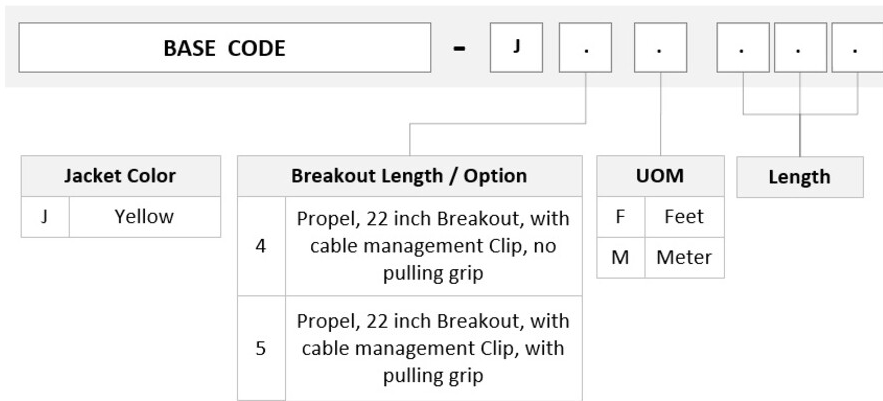 BASE CODE - J . . . . .
Jacket Color
J Yellow
Breakout Length / Option
4 Propel, 22 inch Breakout, with
cable management Clip, no
pulling grip
5 Propel, 22 inch Breakout, with
cable management Clip, with
pulling grip
UOM
F Feet
M Meter
Length